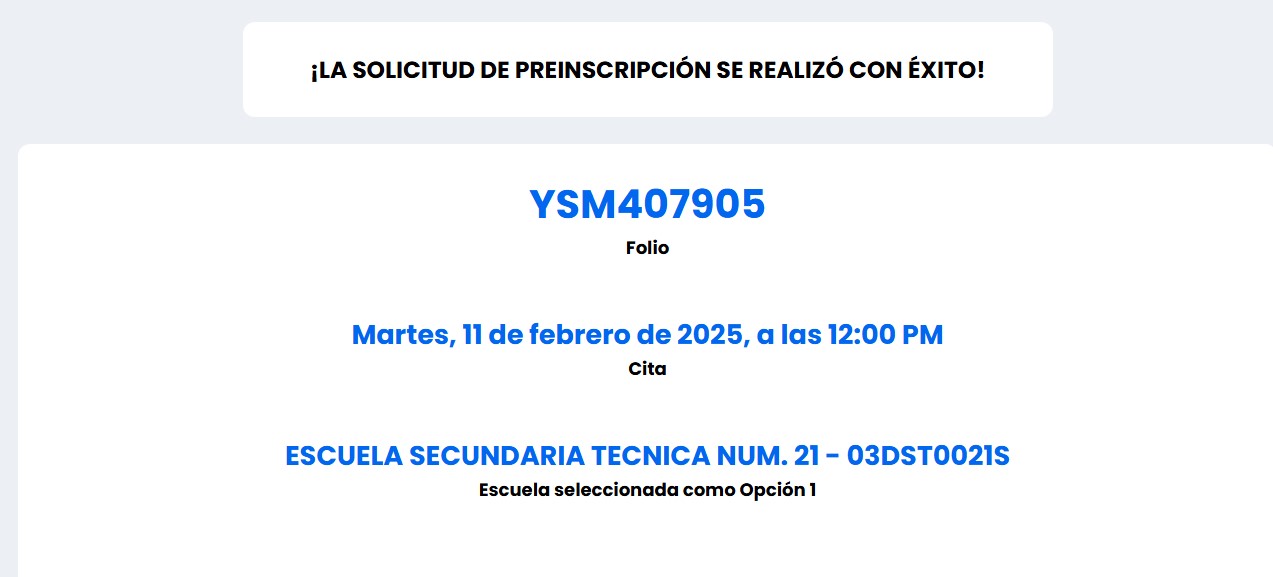 ¡LA SOLICITUD DE PREINSCRIPCIÓN SE REALIZÓ CON ÉXITO!
YSM407905
Folio
Martes, 11 de febrero de 2025, a las 12:00 PM
Cita
ESCUELA SECUNDARIA TECNICA NUM. 21 - 03DST0021S
Escuela seleccionada como Opción 1